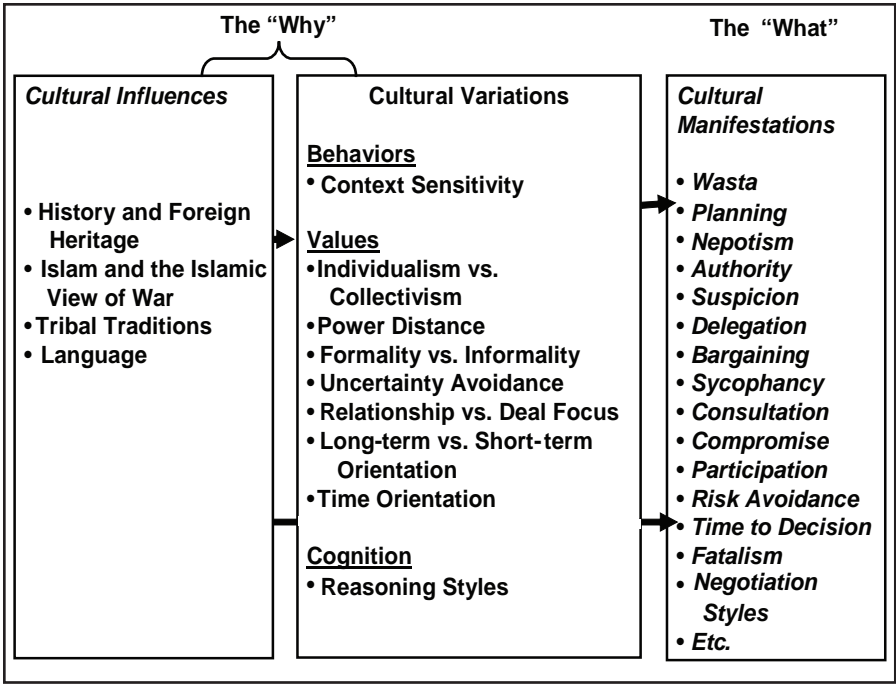 The “Why”
The “What”
Cultural Influences
• History and Foreign
Heritage
• Islam and the Islamic
View of War
• Tribal Traditions
• Language
Cultural Variations
Behaviors
• Context Sensitivity
Values
• Individualism vs.
Collectivism
• Power Distance
• Formality vs. Informality
• Uncertainty Avoidance
• Relationship vs. Deal Focus
• Long-term vs. Short-term
Orientation
• Time Orientation
Cognition
• Reasoning Styles
Cultural
Manifestations
• Wasta
• Planning
• Nepotism
• Authority
• Suspicion
• Delegation
• Bargaining
• Sycophancy
• Consultation
• Compromise
• Participation
• Risk Avoidance
• Time to Decision
• Fatalism
• Negotiation
Styles
• Etc.